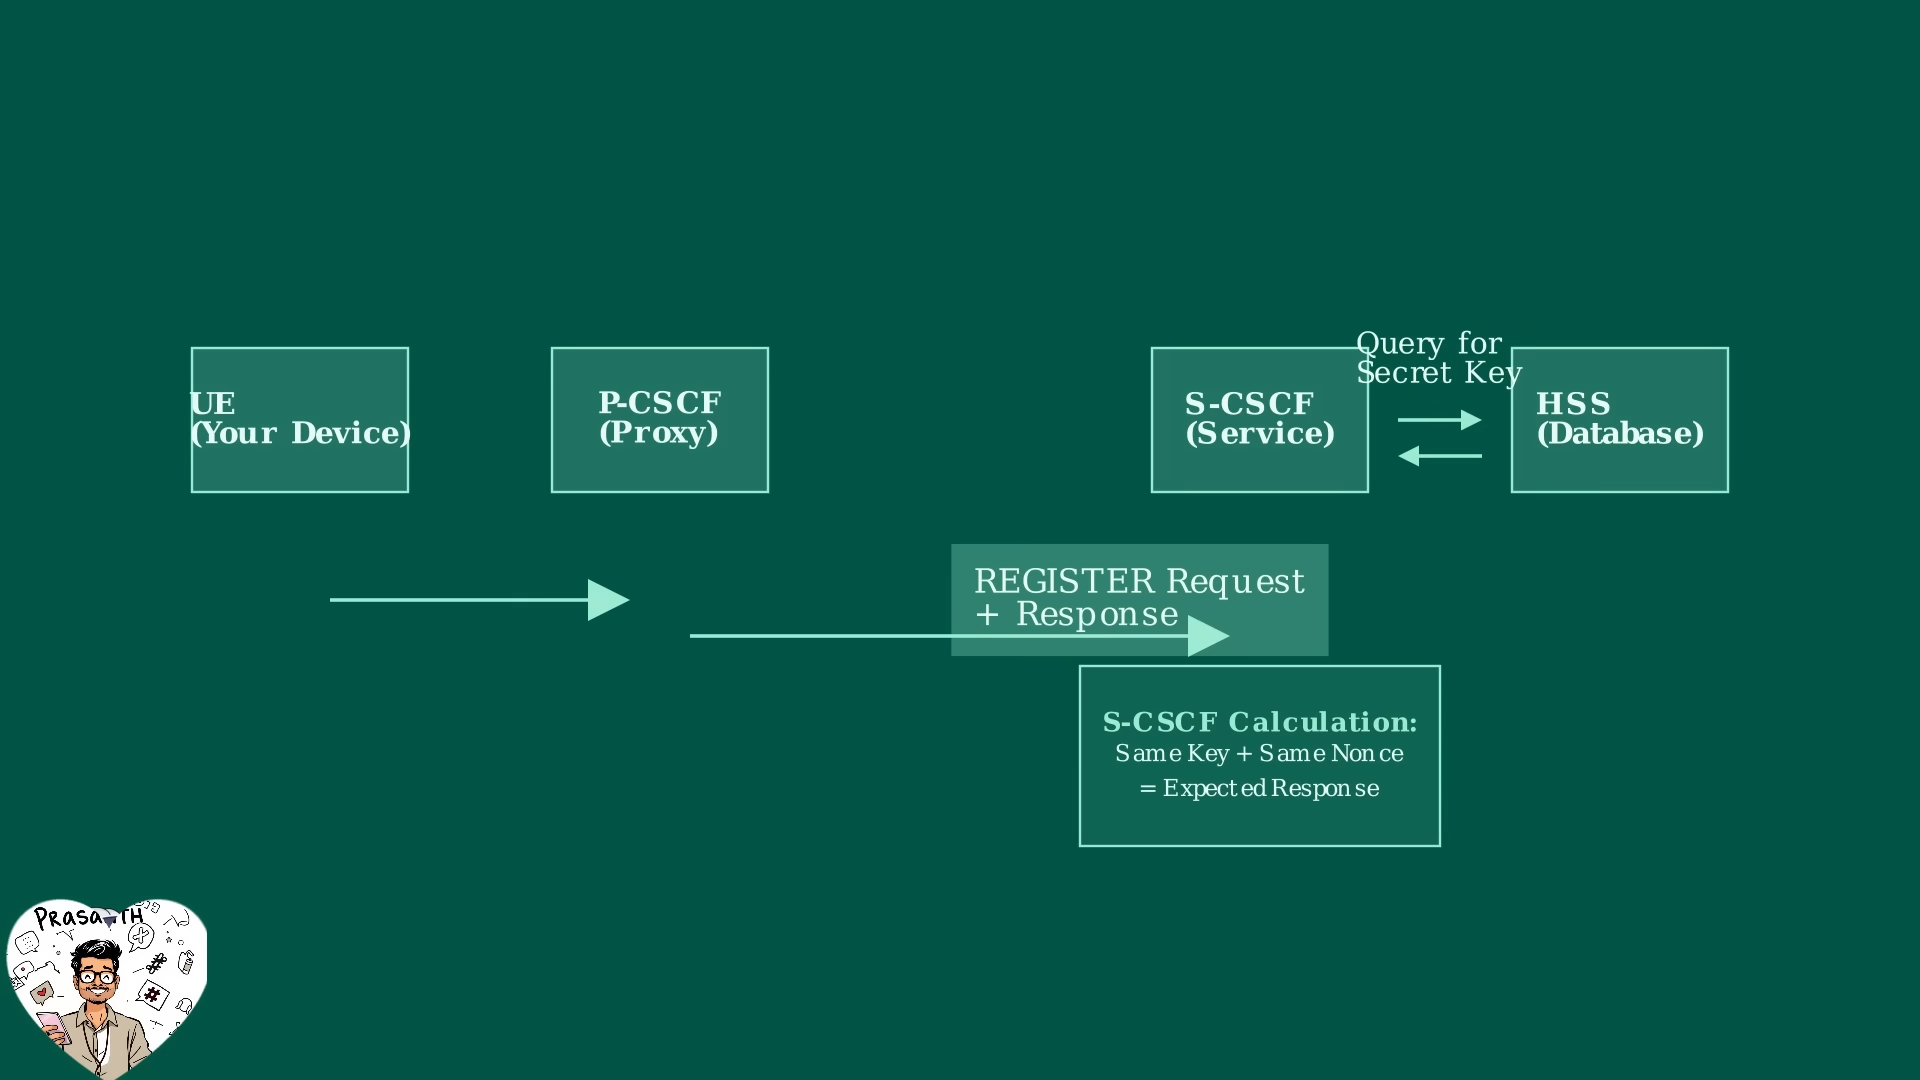 UE
(Your Device)
P-CSCF
(Proxy)
S-CSCF
(Service)
Query for
Secret Key
HSS
(Database)
REGISTER Request
+ Response
S-CSCF Calculation:
Same Key + Same Nonce
= Expected Response